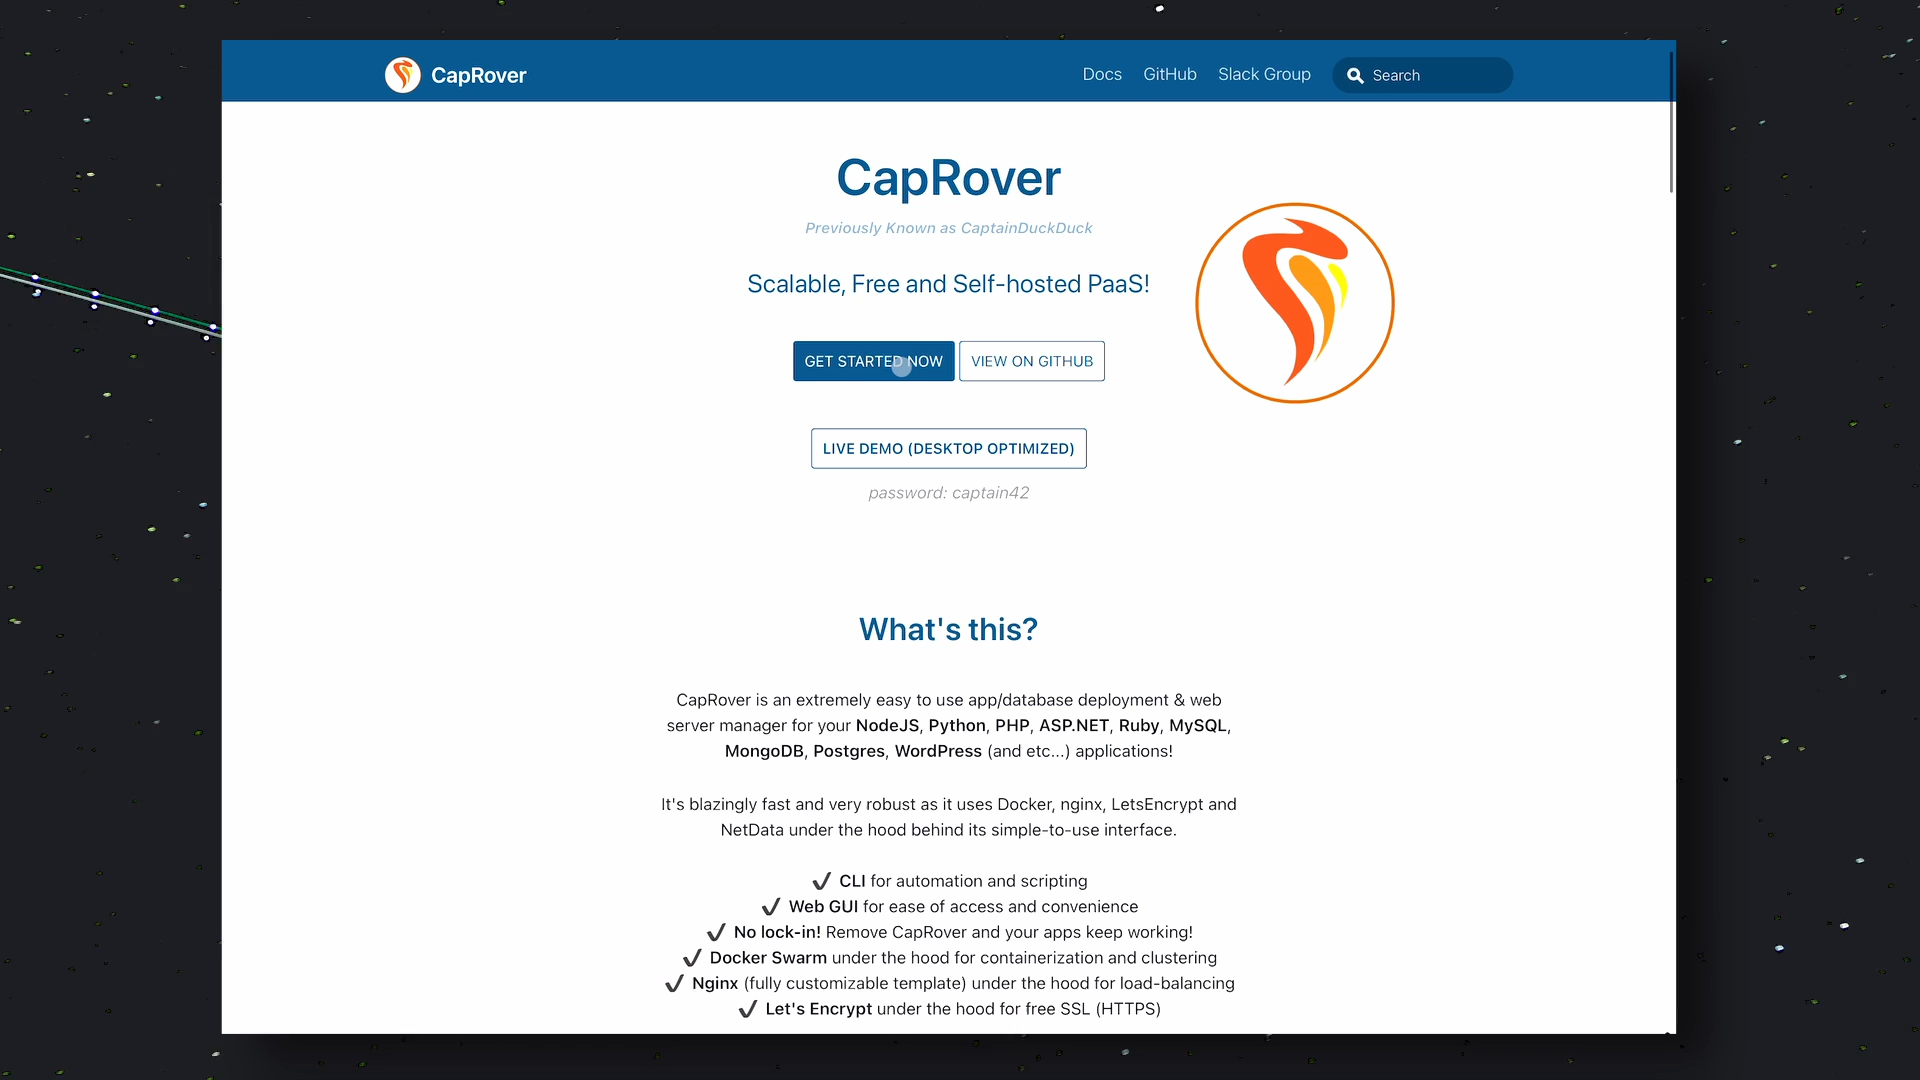 CapRover
Docs
GitHub
Slack Group
Search
CapRover
Previously Known as CaptainDuckDuck
Scalable, Free and Self-hosted PaaS!
GET STARTED NOW
VIEW ON GITHUB
LIVE DEMO (DESKTOP OPTIMIZED)
password: captain42
What's this?
CapRover is an extremely easy to use app/database deployment & web
server manager for your NodeJS, Python, PHP, ASP.NET, Ruby, MySQL,
MongoDB, Postgres, WordPress (and etc...) applications!
It's blazingly fast and very robust as it uses Docker, nginx, LetsEncrypt and
NetData under the hood behind its simple-to-use interface.
✔ CLI for automation and scripting
✔ Web GUI for ease of access and convenience
✔ No lock-in! Remove CapRover and your apps keep working!
✔ Docker Swarm under the hood for containerization and clustering
✔ Nginx (fully customizable template) under the hood for load-balancing
✔ Let's Encrypt under the hood for free SSL (HTTPS)